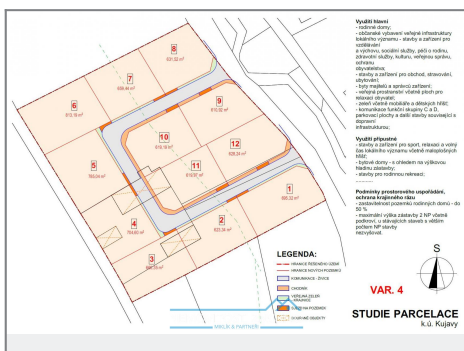 Využití hlavní
- rodinné domy;
- občanské vybavení veřejné infrastruktury
lokálního významu - stavby a zařízení pro
vzdělávání
a výchovu, sociální služby, péči o rodinu,
zdravotní služby, kulturu, veřejnou správu,
ochranu
obyvatelstva;
- stavby a zařízení pro obchod, stravování,
ubytování;
- byty majitelů a správců zařízení;
- veřejná prostranství včetně ploch pro
relaxaci obyvatel;
- zeleň včetně mobiliáře a dětských hřišť;
- komunikace funkční skupiny C a D,
parkovací plochy a další stavby související s
dopravní
infrastrukturou;
Využití přípustné
- stavby a zařízení pro sport, relaxaci a volný
čas lokálního významu včetně maloplošných
hřišť;
- bytové domy - s ohledem na výškovou
hladinu zástavby;
- stavby pro rodinnou rekreaci;
Podmínky prostorového uspořádání,
ochrana krajinného rázu
- zastavitelnost pozemků rodinných domů - do
50 %
- maximální výška zástavby 2 NP včetně
podkroví, u stávajících staveb s větším
počtem NP stavby
nezvyšovat.
8
7
6
9
10
12
5
11
1
4
2
3
LEGENDA:
HRANICE ŘEŠENÉHO ÚZEMÍ
HRANICE NOVÝCH POZEMKŮ
KOMUNIKACE - ŽIVICE
CHODNÍK
VEŘEJNÁ ZELEŇ
VAR. 4
S
STUDIE PARCELACE
k.ú. Kujavy
NIKLÍK & PARTNER